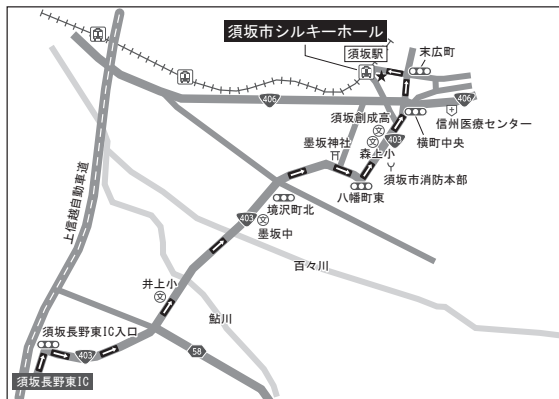 須坂市シルキーホール
須坂駅
末広町
406
406
須坂創成高
信州医療センター
横町中央
403
墨坂神社
森上小
須坂市消防本部
八幡町東
境沢町北
403
墨坂中
上信越自動車道
百々川
井上小
鮎川
須坂長野東IC入口
403
58
須坂長野東IC